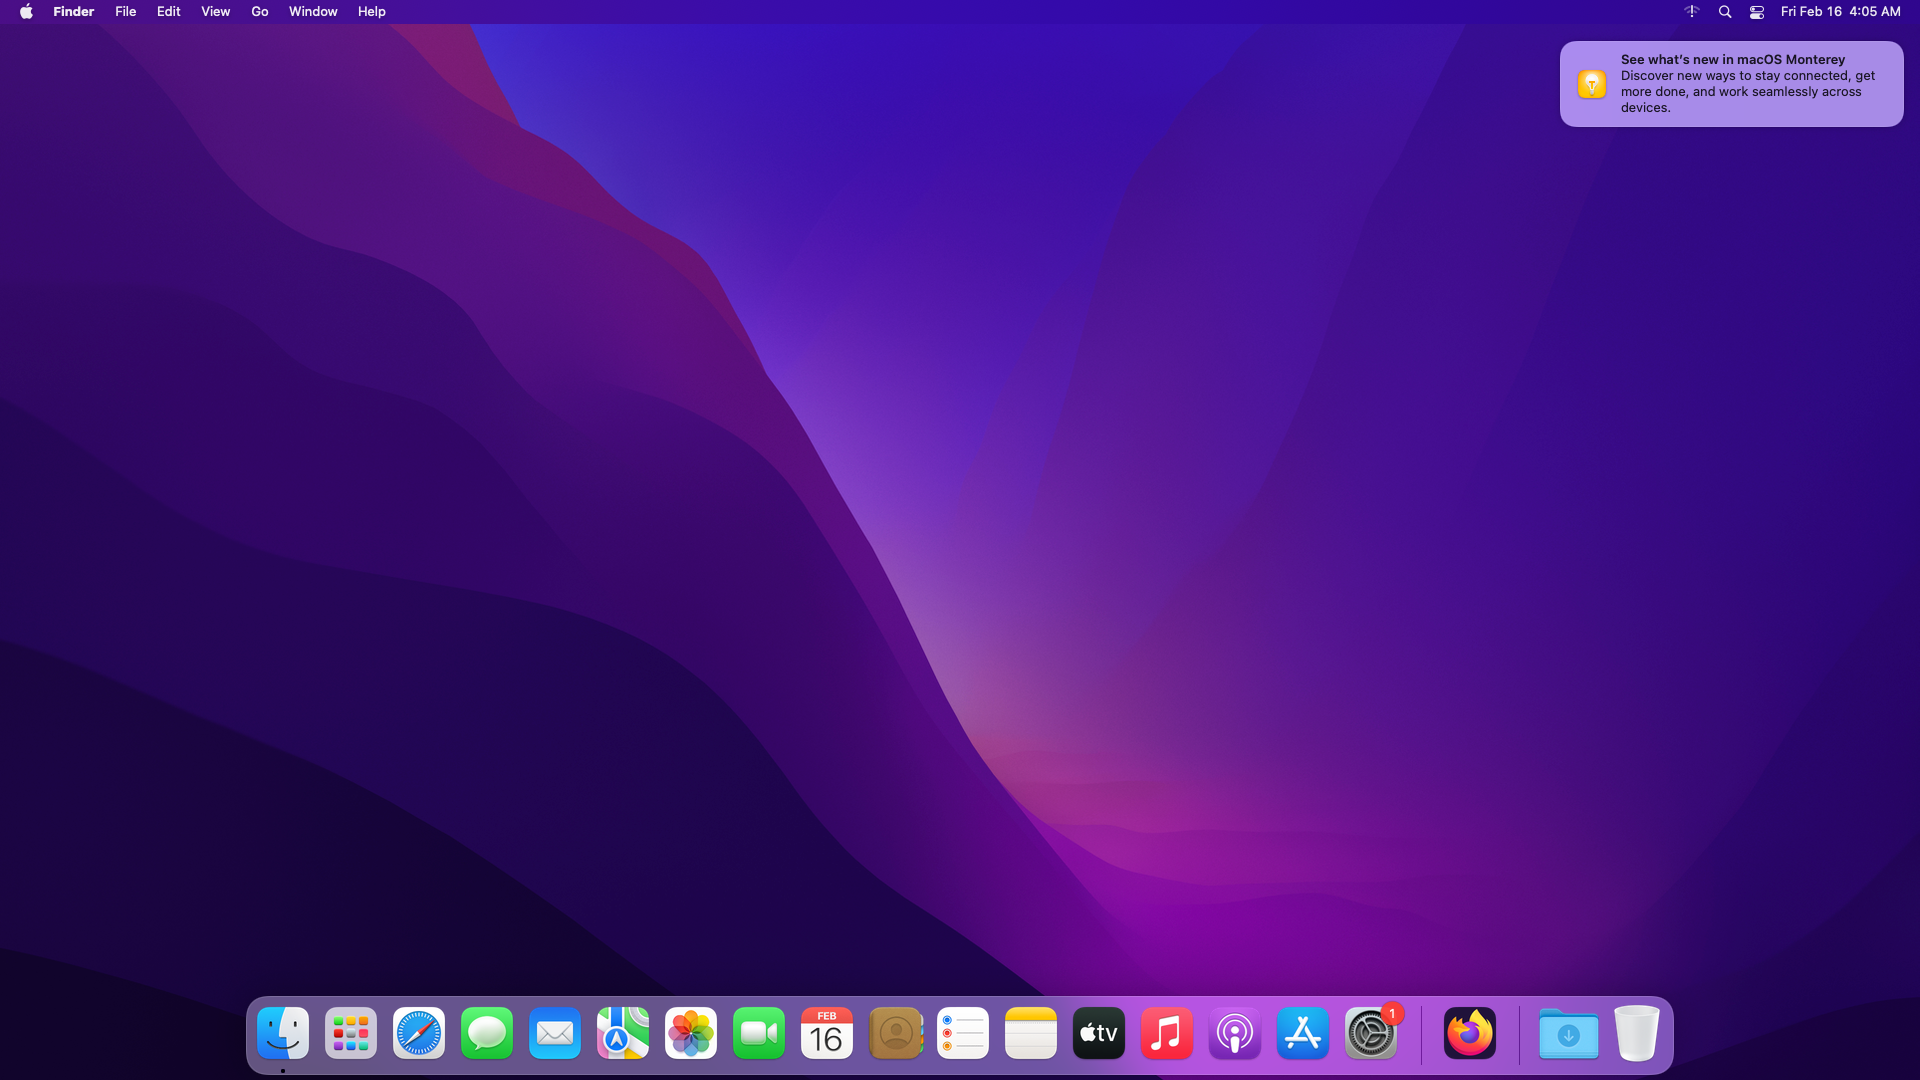 Finder File Edit View Go Window Help Fri Feb 16 4:05 AM
See what's new in macOS Monterey
Discover new ways to stay connected, get
more done, and work seamlessly across
devices.
FEB
16
tv
1